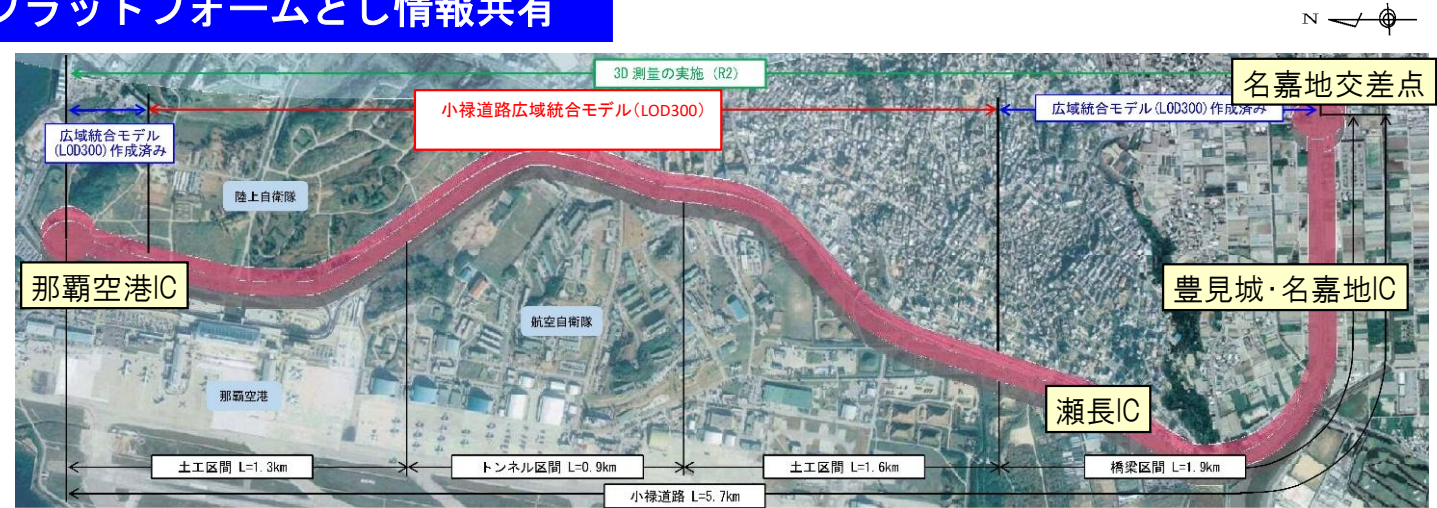 プラットフォームとし情報共有
N
3D測量の実施 (R2)
名嘉地交差点
小禄道路広域統合モデル(LOD300)
広域統合モデル(LOD300)作成済み
広域統合モデル
(LOD300)作成済み
陸上自衛隊
那覇空港IC
豊見城・名嘉地IC
航空自衛隊
那覇空港
瀬長IC
土工区間 L=1.3km
トンネル区間 L=0.9km
土工区間 L=1.6km
橋梁区間 L=1.9km
小禄道路 L=5.7km